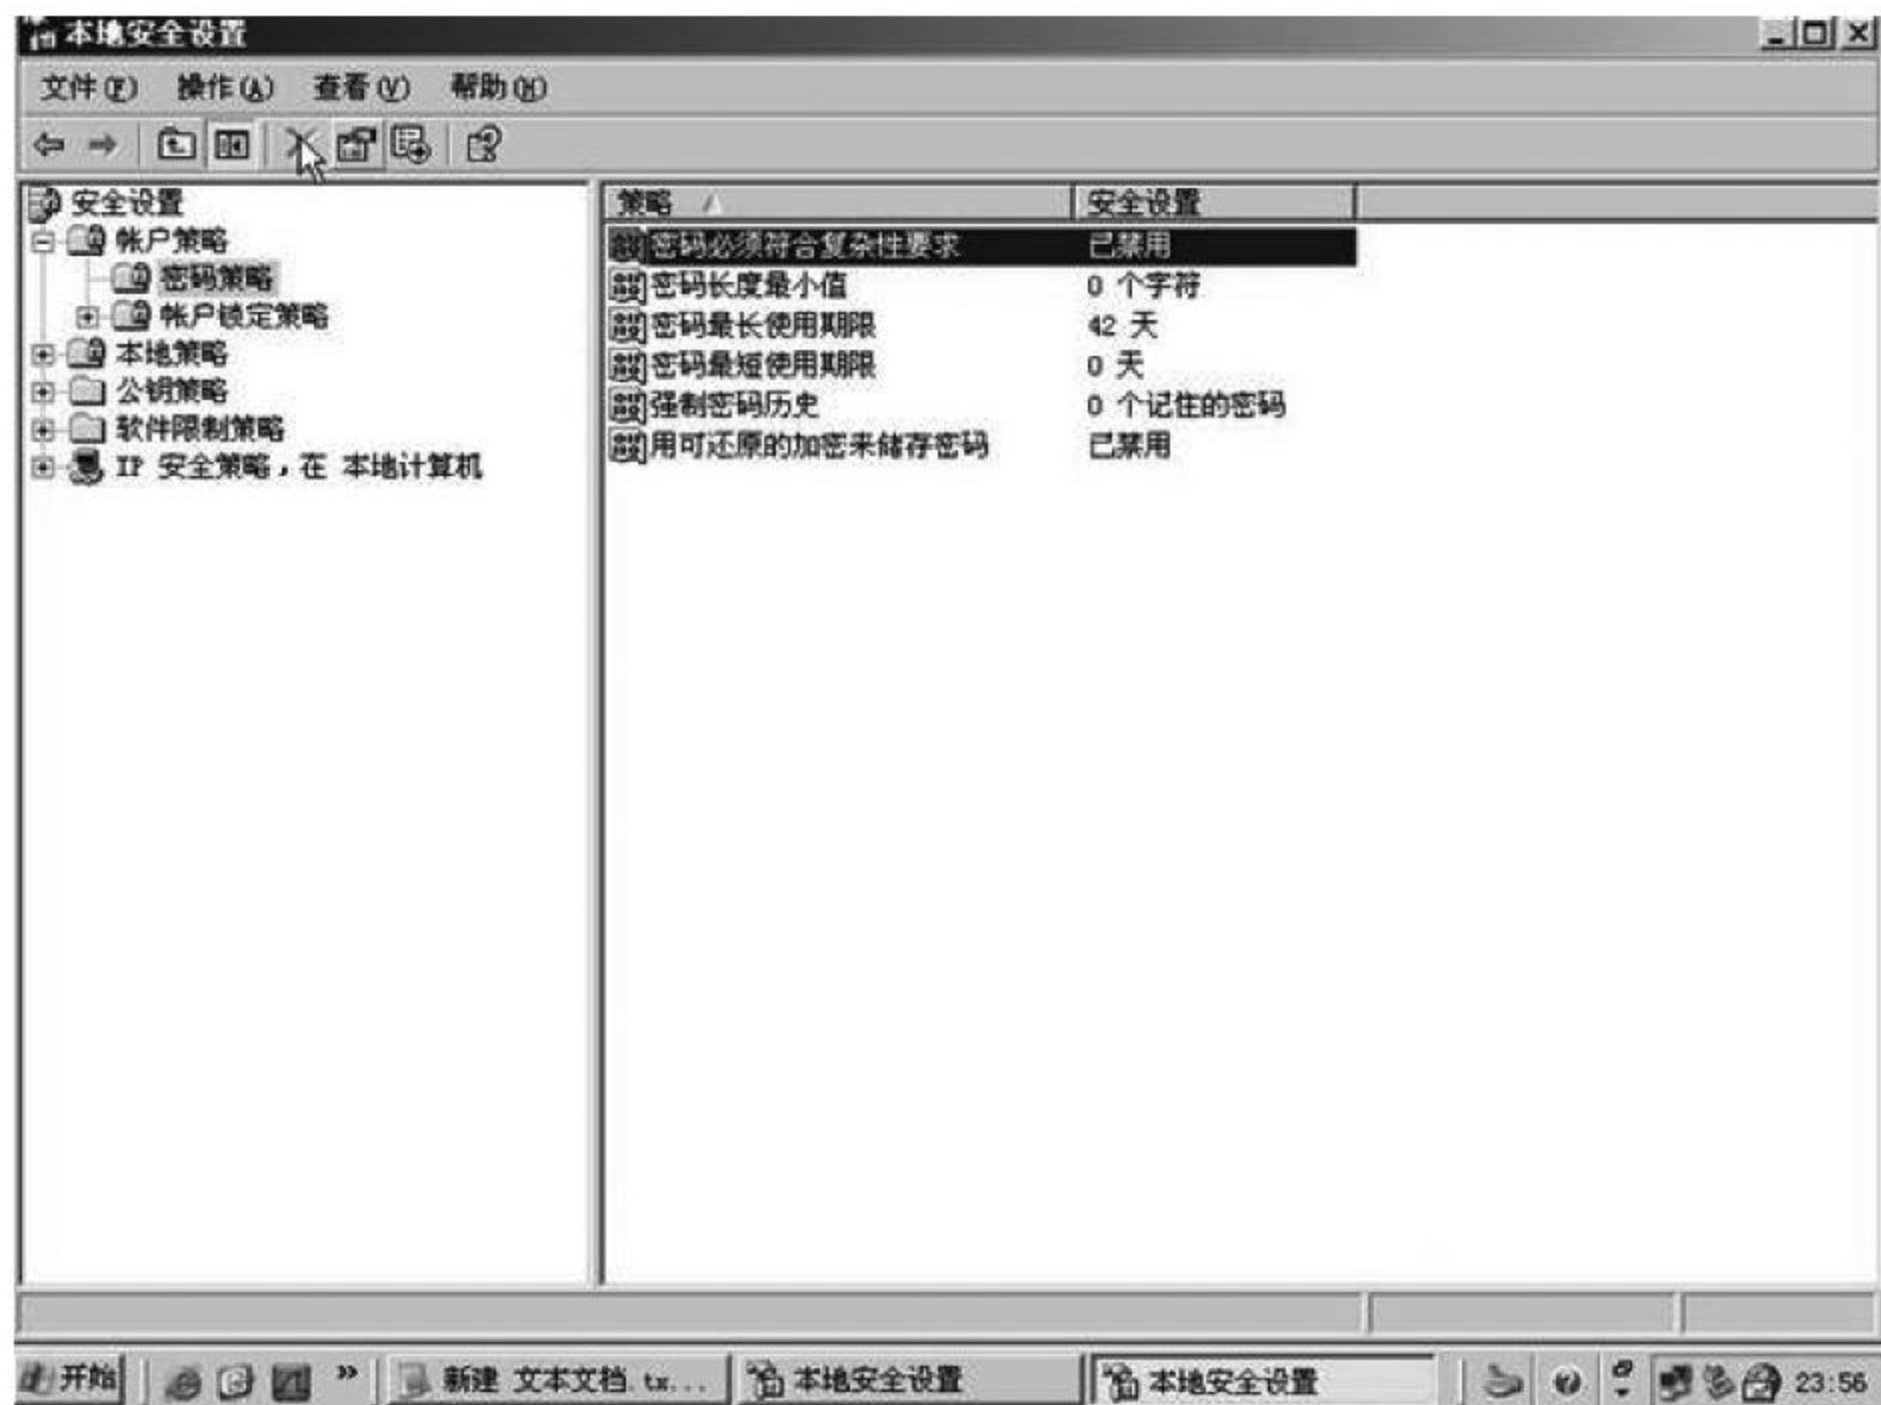 本地安全设置
文件(F) 操作(A) 查看(V) 帮助(H)
安全设置
帐户策略
密码策略
帐户锁定策略
本地策略
公钥策略
软件限制策略
IP 安全策略，在 本地计算机
策略 安全设置
密码必须符合复杂性要求 已禁用
密码长度最小值 0 个字符
密码最长使用期限 42 天
密码最短使用期限 0 天
强制密码历史 0 个记住的密码
用可还原的加密来储存密码 已禁用
开始 » 新建 文本文档.tx... 本地安全设置 本地安全设置 23:56